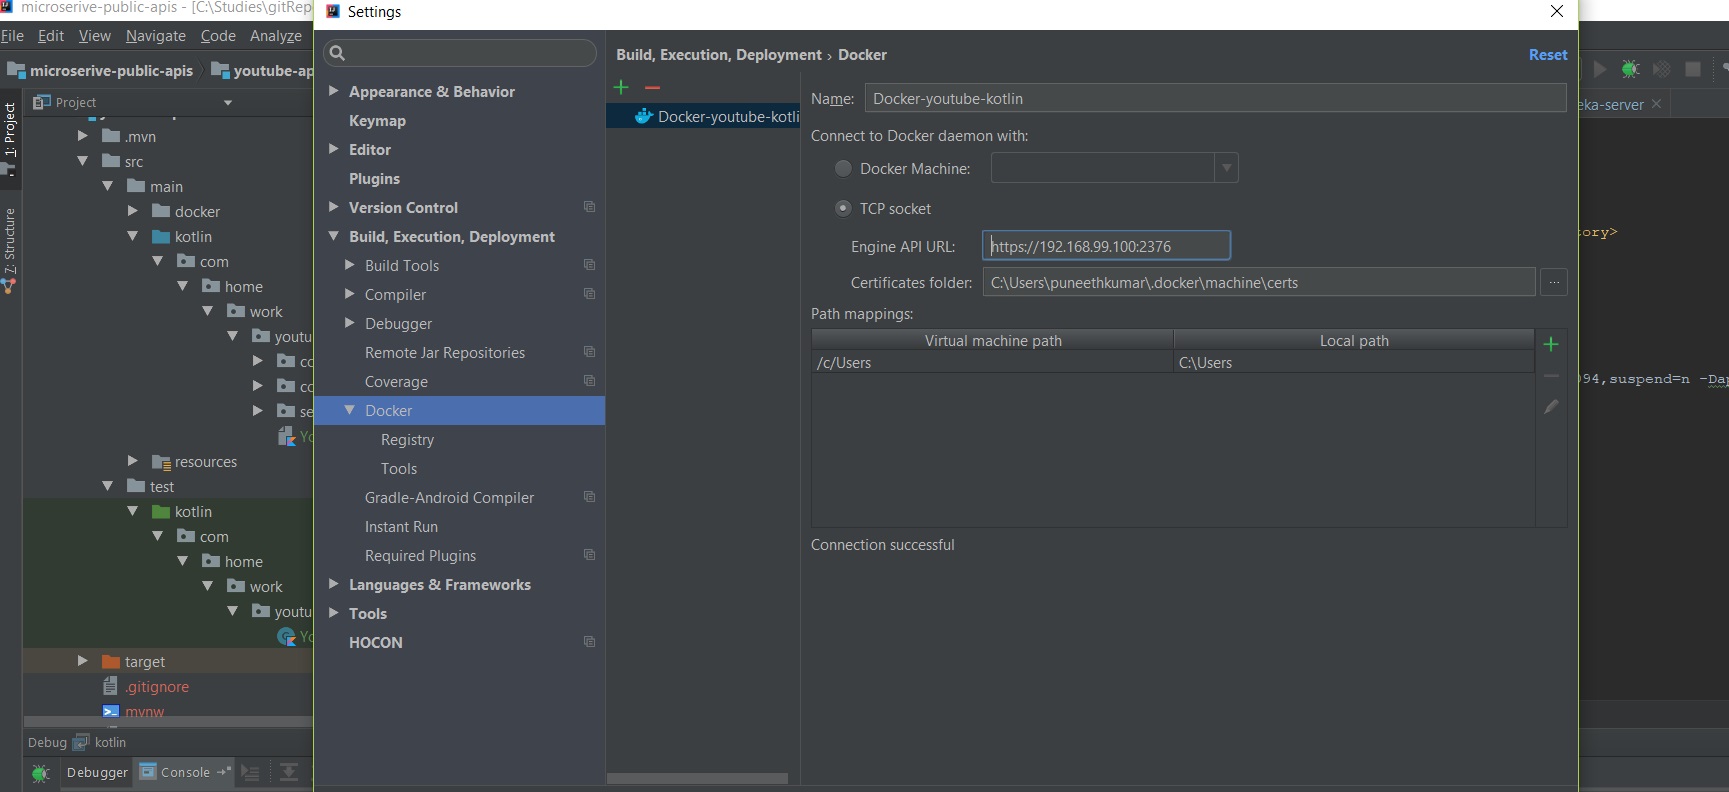 microserive-public-apis - [C:\Studies\gitRep
Settings
File Edit View Navigate Code Analyze
Build, Execution, Deployment › Docker
Reset
microserive-public-apis
youtube-ap
Project
Appearance & Behavior
Keymap
Editor
Plugins
Version Control
Build, Execution, Deployment
Build Tools
Compiler
Debugger
Remote Jar Repositories
Coverage
Docker
Registry
Tools
Gradle-Android Compiler
Instant Run
Required Plugins
Languages & Frameworks
Tools
HOCON
Docker-youtube-kotli
Name: Docker-youtube-kotlin
Connect to Docker daemon with:
Docker Machine:
TCP socket
Engine API URL: https://192.168.99.100:2376
Certificates folder: C:\Users\puneethkumar\.docker\machine\certs
...
Path mappings:
Virtual machine path Local path
/c/Users C:\Users
Connection successful
1: Project
7: Structure
.mvn
src
main
docker
kotlin
com
home
work
youtu
cc
cc
se
Yo
resources
test
kotlin
com
home
work
youtu
Yo
target
.gitignore
mvnw
eka-server
ory>
94,suspend=n -Dap
Debug kotlin
Debugger Console